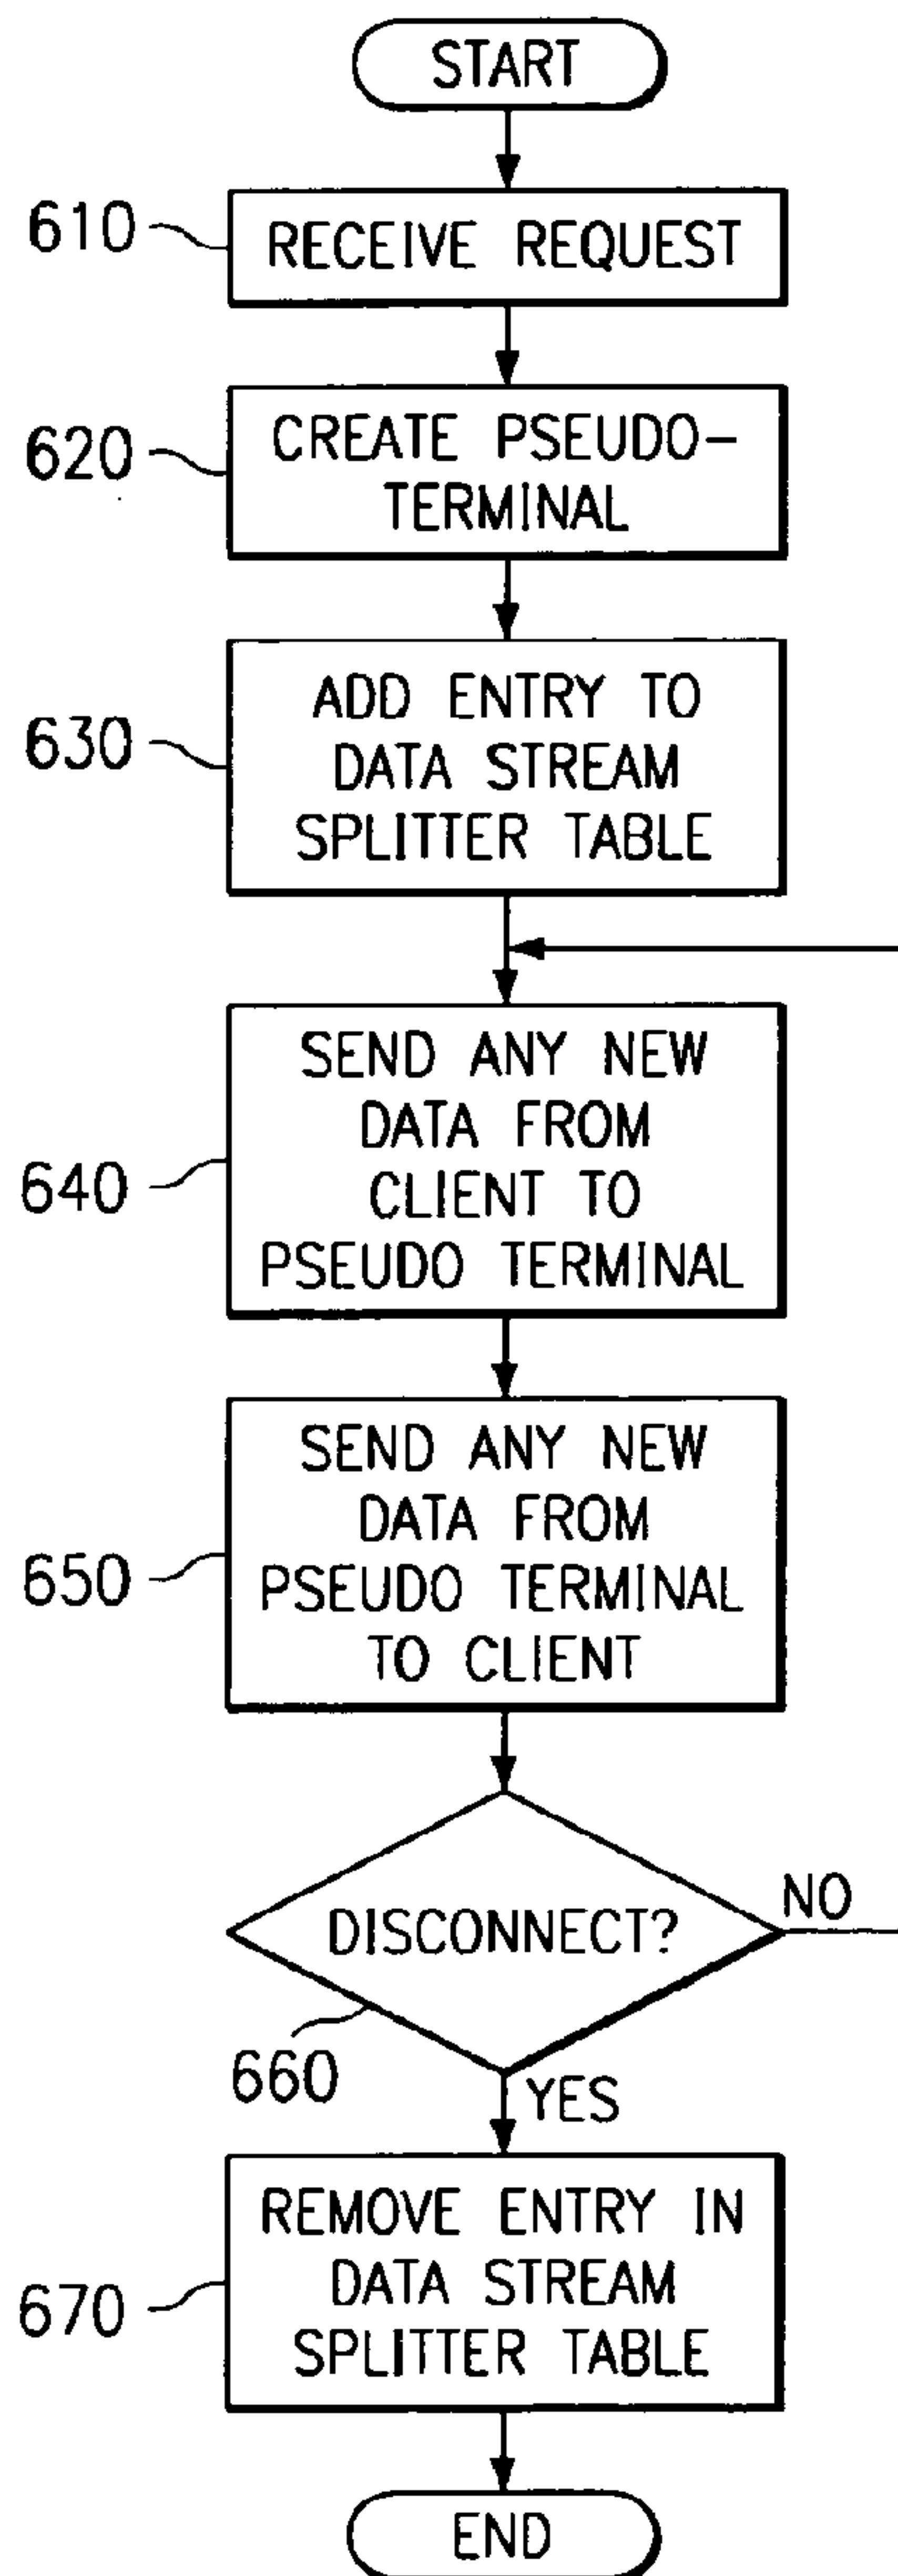 START
610
RECEIVE REQUEST
620
CREATE PSEUDO-
TERMINAL
630
ADD ENTRY TO
DATA STREAM
SPLITTER TABLE
640
SEND ANY NEW
DATA FROM
CLIENT TO
PSEUDO TERMINAL
650
SEND ANY NEW
DATA FROM
PSEUDO TERMINAL
TO CLIENT
DISCONNECT?
NO
660
YES
670
REMOVE ENTRY IN
DATA STREAM
SPLITTER TABLE
END